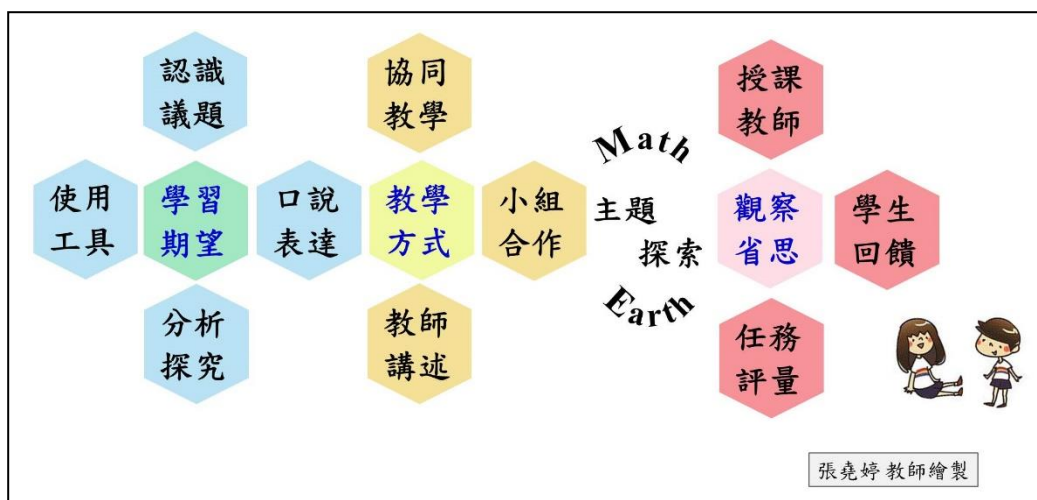 認識
議題
協同
教學
授課
教師
Math
使用
工具
學習
期望
口說
表達
教學
方式
小組
合作
主題
探索
觀察
省思
學生
回饋
Earth
分析
探究
教師
講述
任務
評量
張堯婷 教師繪製